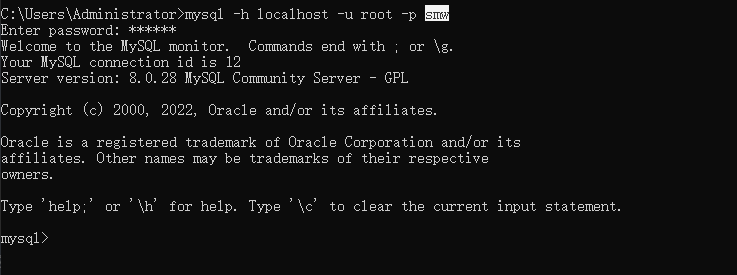 C:\Users\Administrator>mysql -h localhost -u root -p smw
Enter password: ******
Welcome to the MySQL monitor.  Commands end with ; or \g.
Your MySQL connection id is 12
Server version: 8.0.28 MySQL Community Server - GPL

Copyright (c) 2000, 2022, Oracle and/or its affiliates.

Oracle is a registered trademark of Oracle Corporation and/or its
affiliates. Other names may be trademarks of their respective
owners.

Type 'help;' or '\h' for help. Type '\c' to clear the current input statement.

mysql>